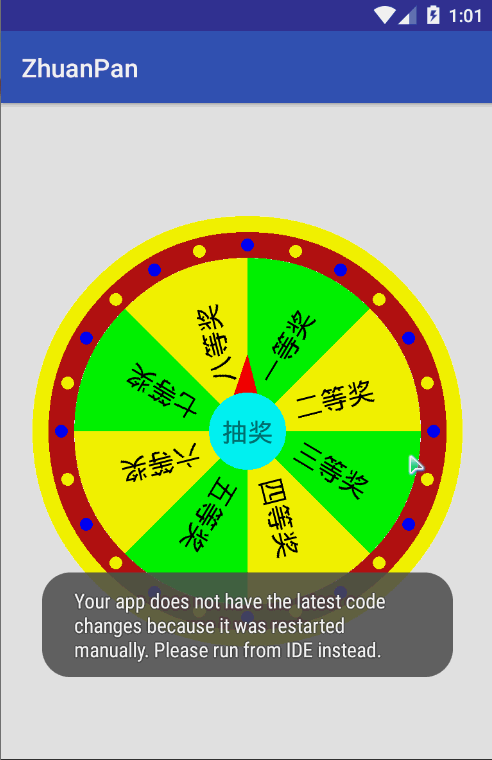 1:01
ZhuanPan
一等奖
二等奖
三等奖
四等奖
五等奖
六等奖
七等奖
八等奖
抽奖
Your app does not have the latest code
changes because it was restarted
manually. Please run from IDE instead.